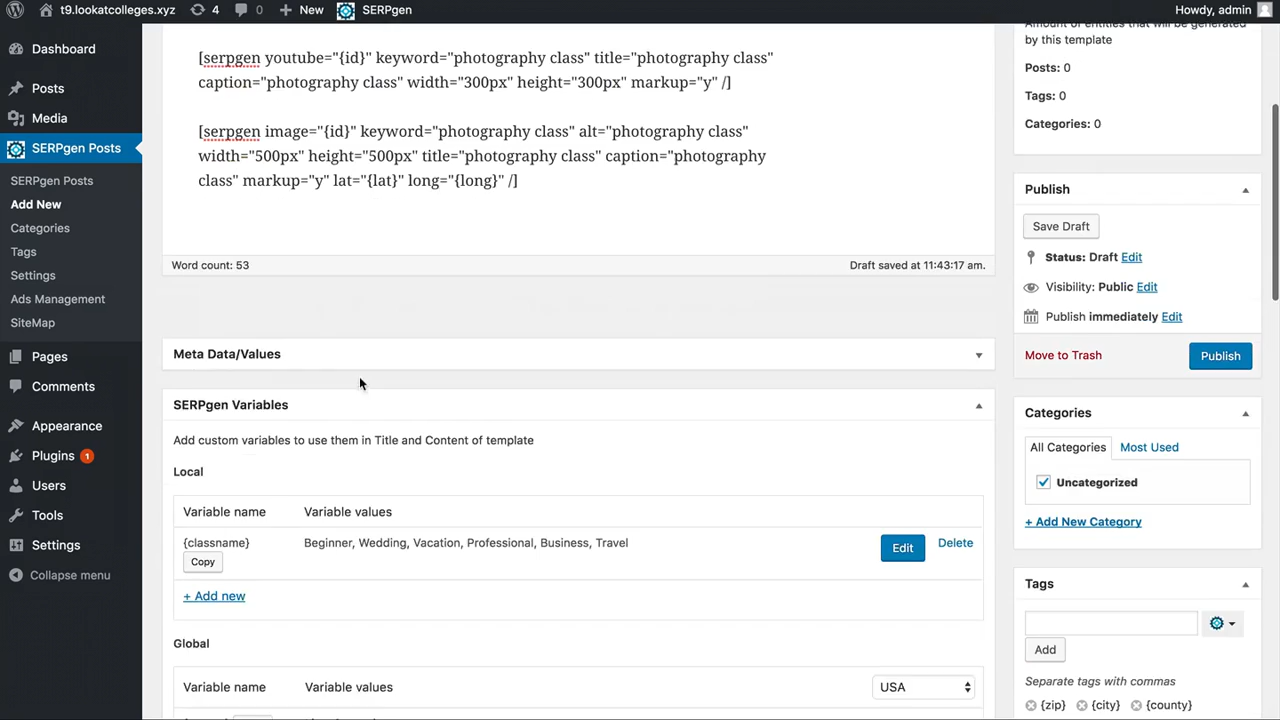 t9.lookatcolleges.xyz 4 0 New SERPgen Howdy, admin
Dashboard
Posts
Media
SERPgen Posts
SERPgen Posts
Add New
Categories
Tags
Settings
Ads Management
SiteMap
Pages
Comments
Appearance
Plugins 1
Users
Tools
Settings
Collapse menu
[serpgen youtube="{id}" keyword="photography class" title="photography class"
caption="photography class" width="300px" height="300px" markup="y" /]
[serpgen image="{id}" keyword="photography class" alt="photography class"
width="500px" height="500px" title="photography class" caption="photography
class" markup="y" lat="{lat}" long="{long}" /]
Word count: 53 Draft saved at 11:43:17 am.
Meta Data/Values
SERPgen Variables
Add custom variables to use them in Title and Content of template
Local
Variable name Variable values
{classname} Beginner, Wedding, Vacation, Professional, Business, Travel Edit Delete
Copy
+ Add new
Global
Variable name Variable values USA
Amount of entities that will be generated
by this template
Posts: 0
Tags: 0
Categories: 0
Publish
Save Draft
Status: Draft Edit
Visibility: Public Edit
Publish immediately Edit
Move to Trash Publish
Categories
All Categories Most Used
Uncategorized
+ Add New Category
Tags
Add
Separate tags with commas
{zip} {city} {county}